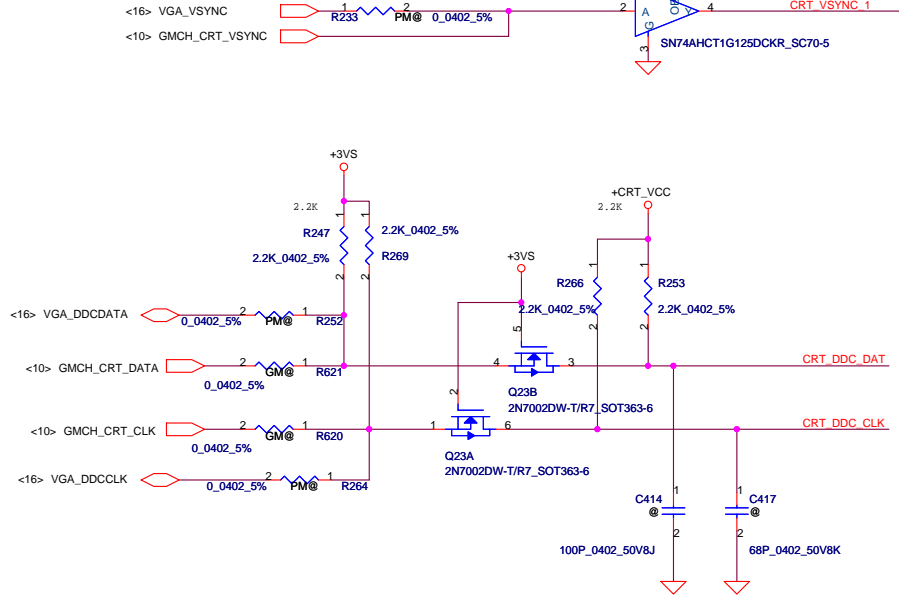 <16> VGA_VSYNC
1 2
R233 PM@ 0_0402_5%
<10> GMCH_CRT_VSYNC
2 A Y 4 CRT_VSYNC_1
G
3
SN74AHCT1G125DCKR_SC70-5
+3VS
2.2K
1 1
R247
2.2K_0402_5%
2.2K_0402_5%
R269
2 2
+CRT_VCC
2.2K
+3VS
1 1
R266
2.2K_0402_5%
R253
2.2K_0402_5%
2 2
<16> VGA_DDCDATA
2 1
0_0402_5% PM@ R252
<10> GMCH_CRT_DATA
2 1
0_0402_5% GM@ R621
5
4 3
Q23B
2N7002DW-T/R7_SOT363-6
CRT_DDC_DAT
<10> GMCH_CRT_CLK
2 1
0_0402_5% GM@ R620
2
1 6
Q23A
2N7002DW-T/R7_SOT363-6
CRT_DDC_CLK
<16> VGA_DDCCLK
2 1
0_0402_5% PM@ R264
C414
@
1
2
100P_0402_50V8J
1
C417
@
2
68P_0402_50V8K